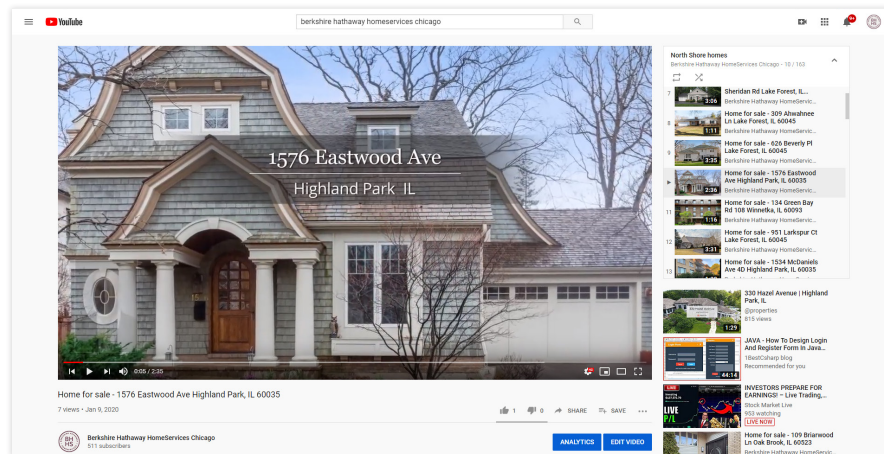 YouTube
berkshire hathaway homeservices chicago
9+
BH
HS
1576 Eastwood Ave
Highland Park IL
0:05 / 2:35
Home for sale - 1576 Eastwood Ave Highland Park, IL 60035
7 views • Jan 9, 2020
1
0
SHARE
SAVE
BH
HS
Berkshire Hathaway HomeServices Chicago
511 subscribers
ANALYTICS
EDIT VIDEO
North Shore homes
Berkshire Hathaway HomeServices Chicago - 10 / 163
7
3:06
Sheridan Rd Lake Forest, IL...
Berkshire Hathaway HomeServic...
8
1:11
Home for sale - 309 Ahwahnee
Ln Lake Forest, IL 60045
Berkshire Hathaway HomeServic...
9
3:35
Home for sale - 626 Beverly Pl
Lake Forest, IL 60045
Berkshire Hathaway HomeServic...
2:36
Home for sale - 1576 Eastwood
Ave Highland Park, IL 60035
Berkshire Hathaway HomeServic...
11
1:16
Home for sale - 134 Green Bay
Rd 108 Winnetka, IL 60093
Berkshire Hathaway HomeServic...
12
3:31
Home for sale - 951 Larkspur Ct
Lake Forest, IL 60045
Berkshire Hathaway HomeServic...
13
Home for sale - 1534 McDaniels
Ave 4D Highland Park, IL 60035
1:29
330 Hazel Avenue | Highland
Park, IL
@properties
815 views
44:14
JAVA - How To Design Login
And Register Form In Java...
1BestCsharp blog
Recommended for you
LIVE
LIVE
P/L
INVESTORS PREPARE FOR
EARNINGS! – Live Trading,...
Stock Market Live
953 watching
LIVE NOW
Home for sale - 109 Briarwood
Ln Oak Brook, IL 60523
Berkshire Hathaway HomeServic...